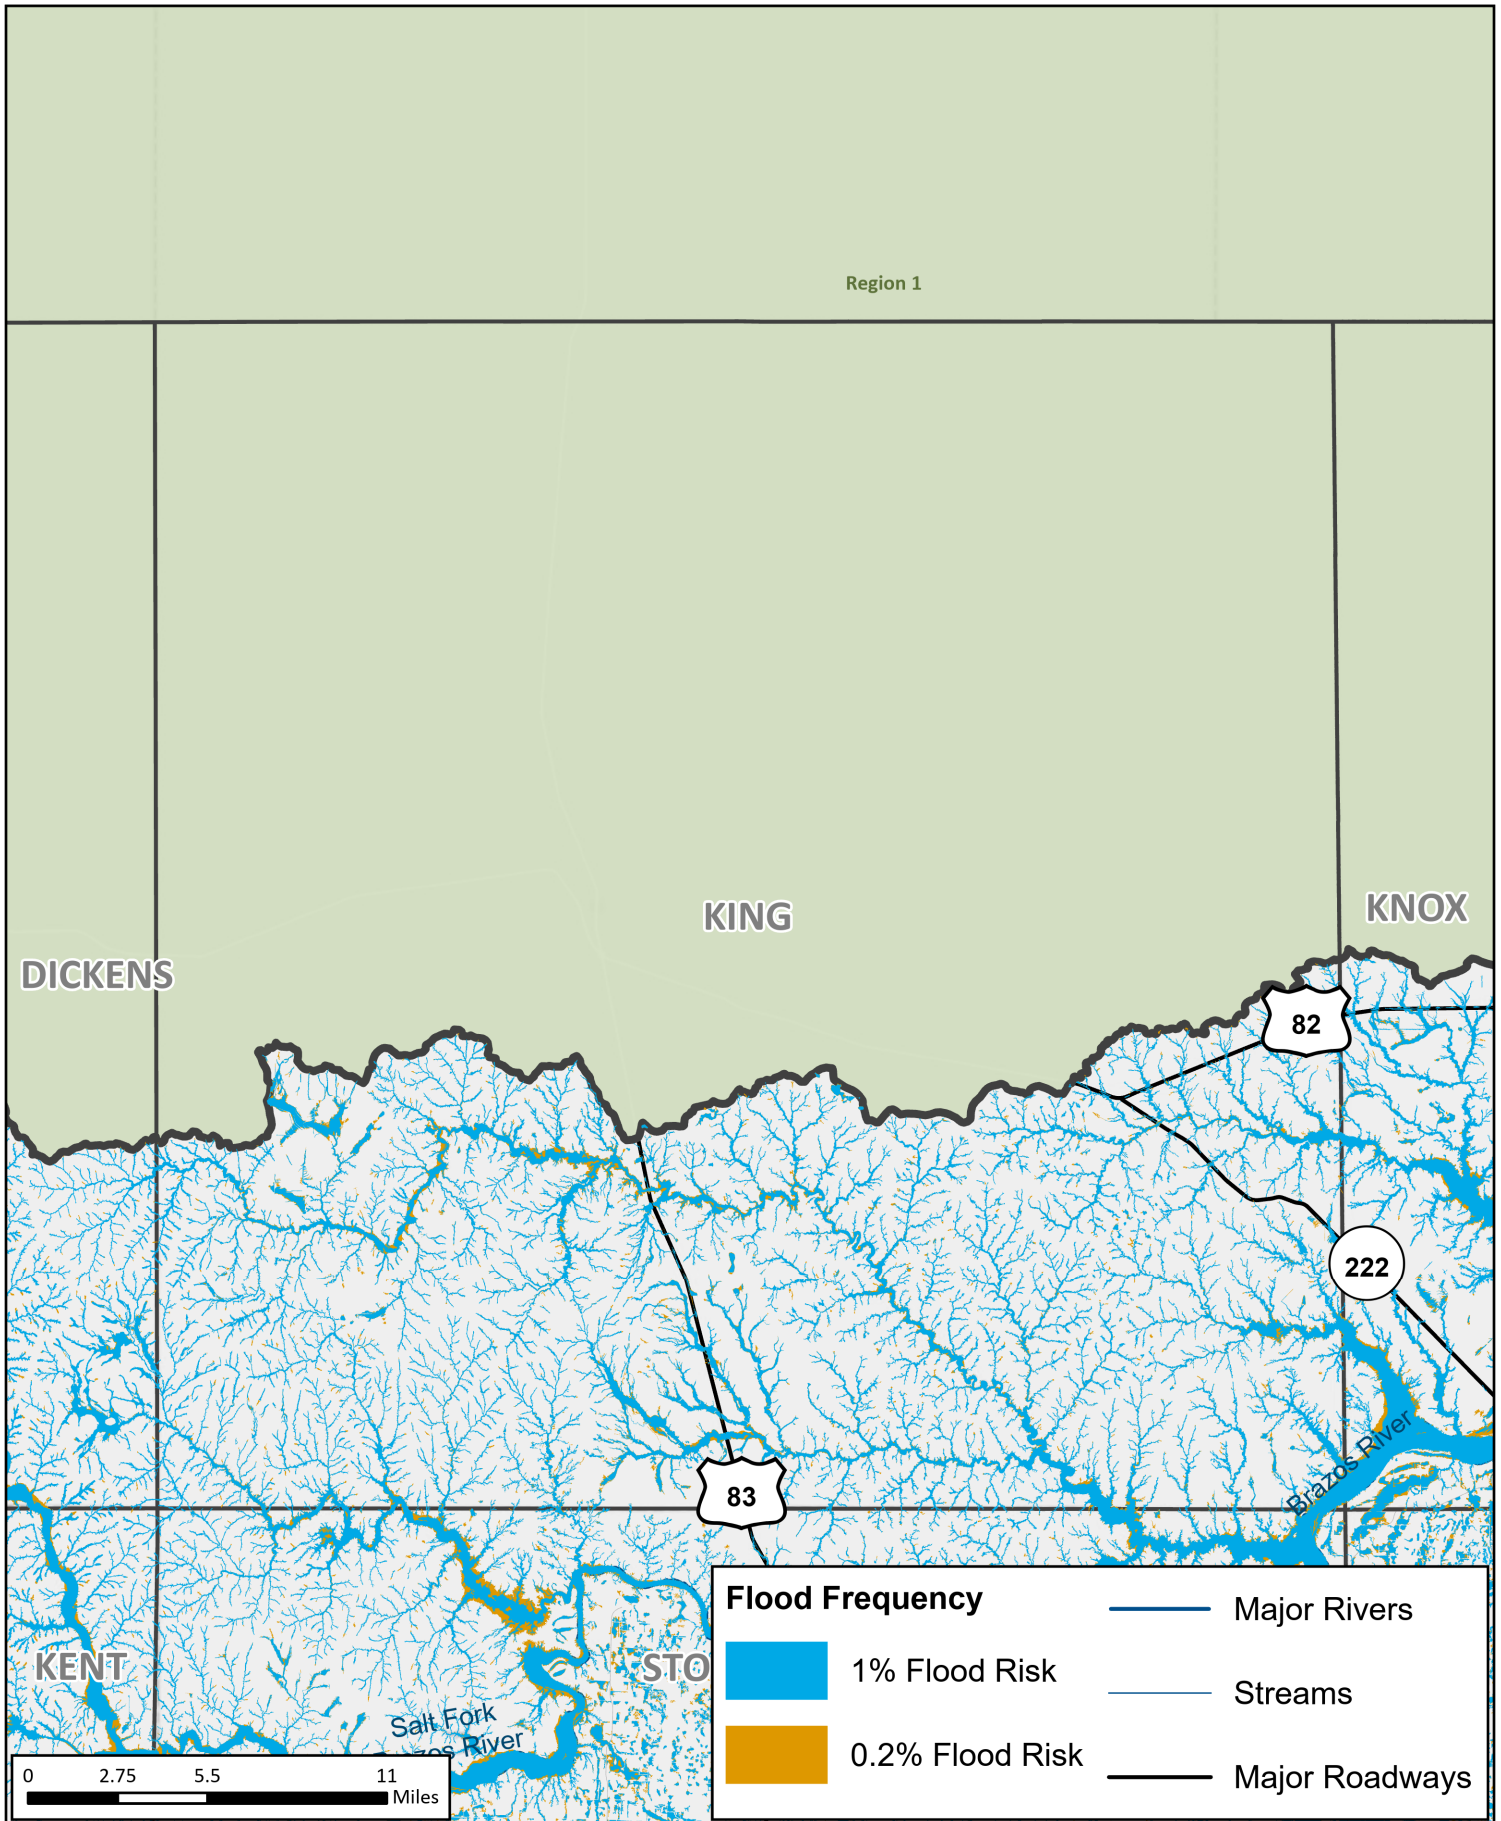 Region 1
KING
KNOX
DICKENS
82
222
Brazos River
83
KENT
STO
Salt Fork
River
Flood Frequency
1% Flood Risk
0.2% Flood Risk
Major Rivers
Streams
Major Roadways
0 2.75 5.5 11
Miles